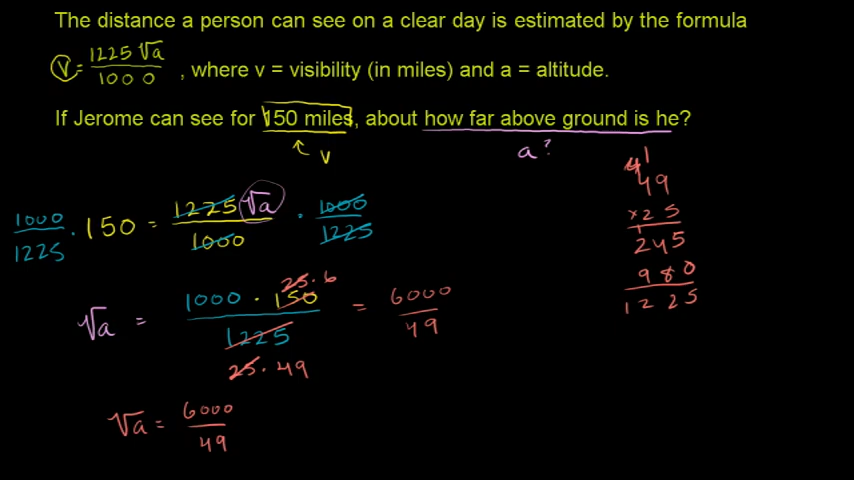 The distance a person can see on a clear day is estimated by the formula
v = 1225 √a / 1000 , where v = visibility (in miles) and a = altitude.
If Jerome can see for 150 miles, about how far above ground is he?
v
a?
1000/1225 · 150 = 1225 √a / 1000 · 1000/1225
√a = 1000 · 150 / 1225 = 6000/49
25 · 6
25 · 49
√a = 6000/49
41
49
×25
1
245
980
1225